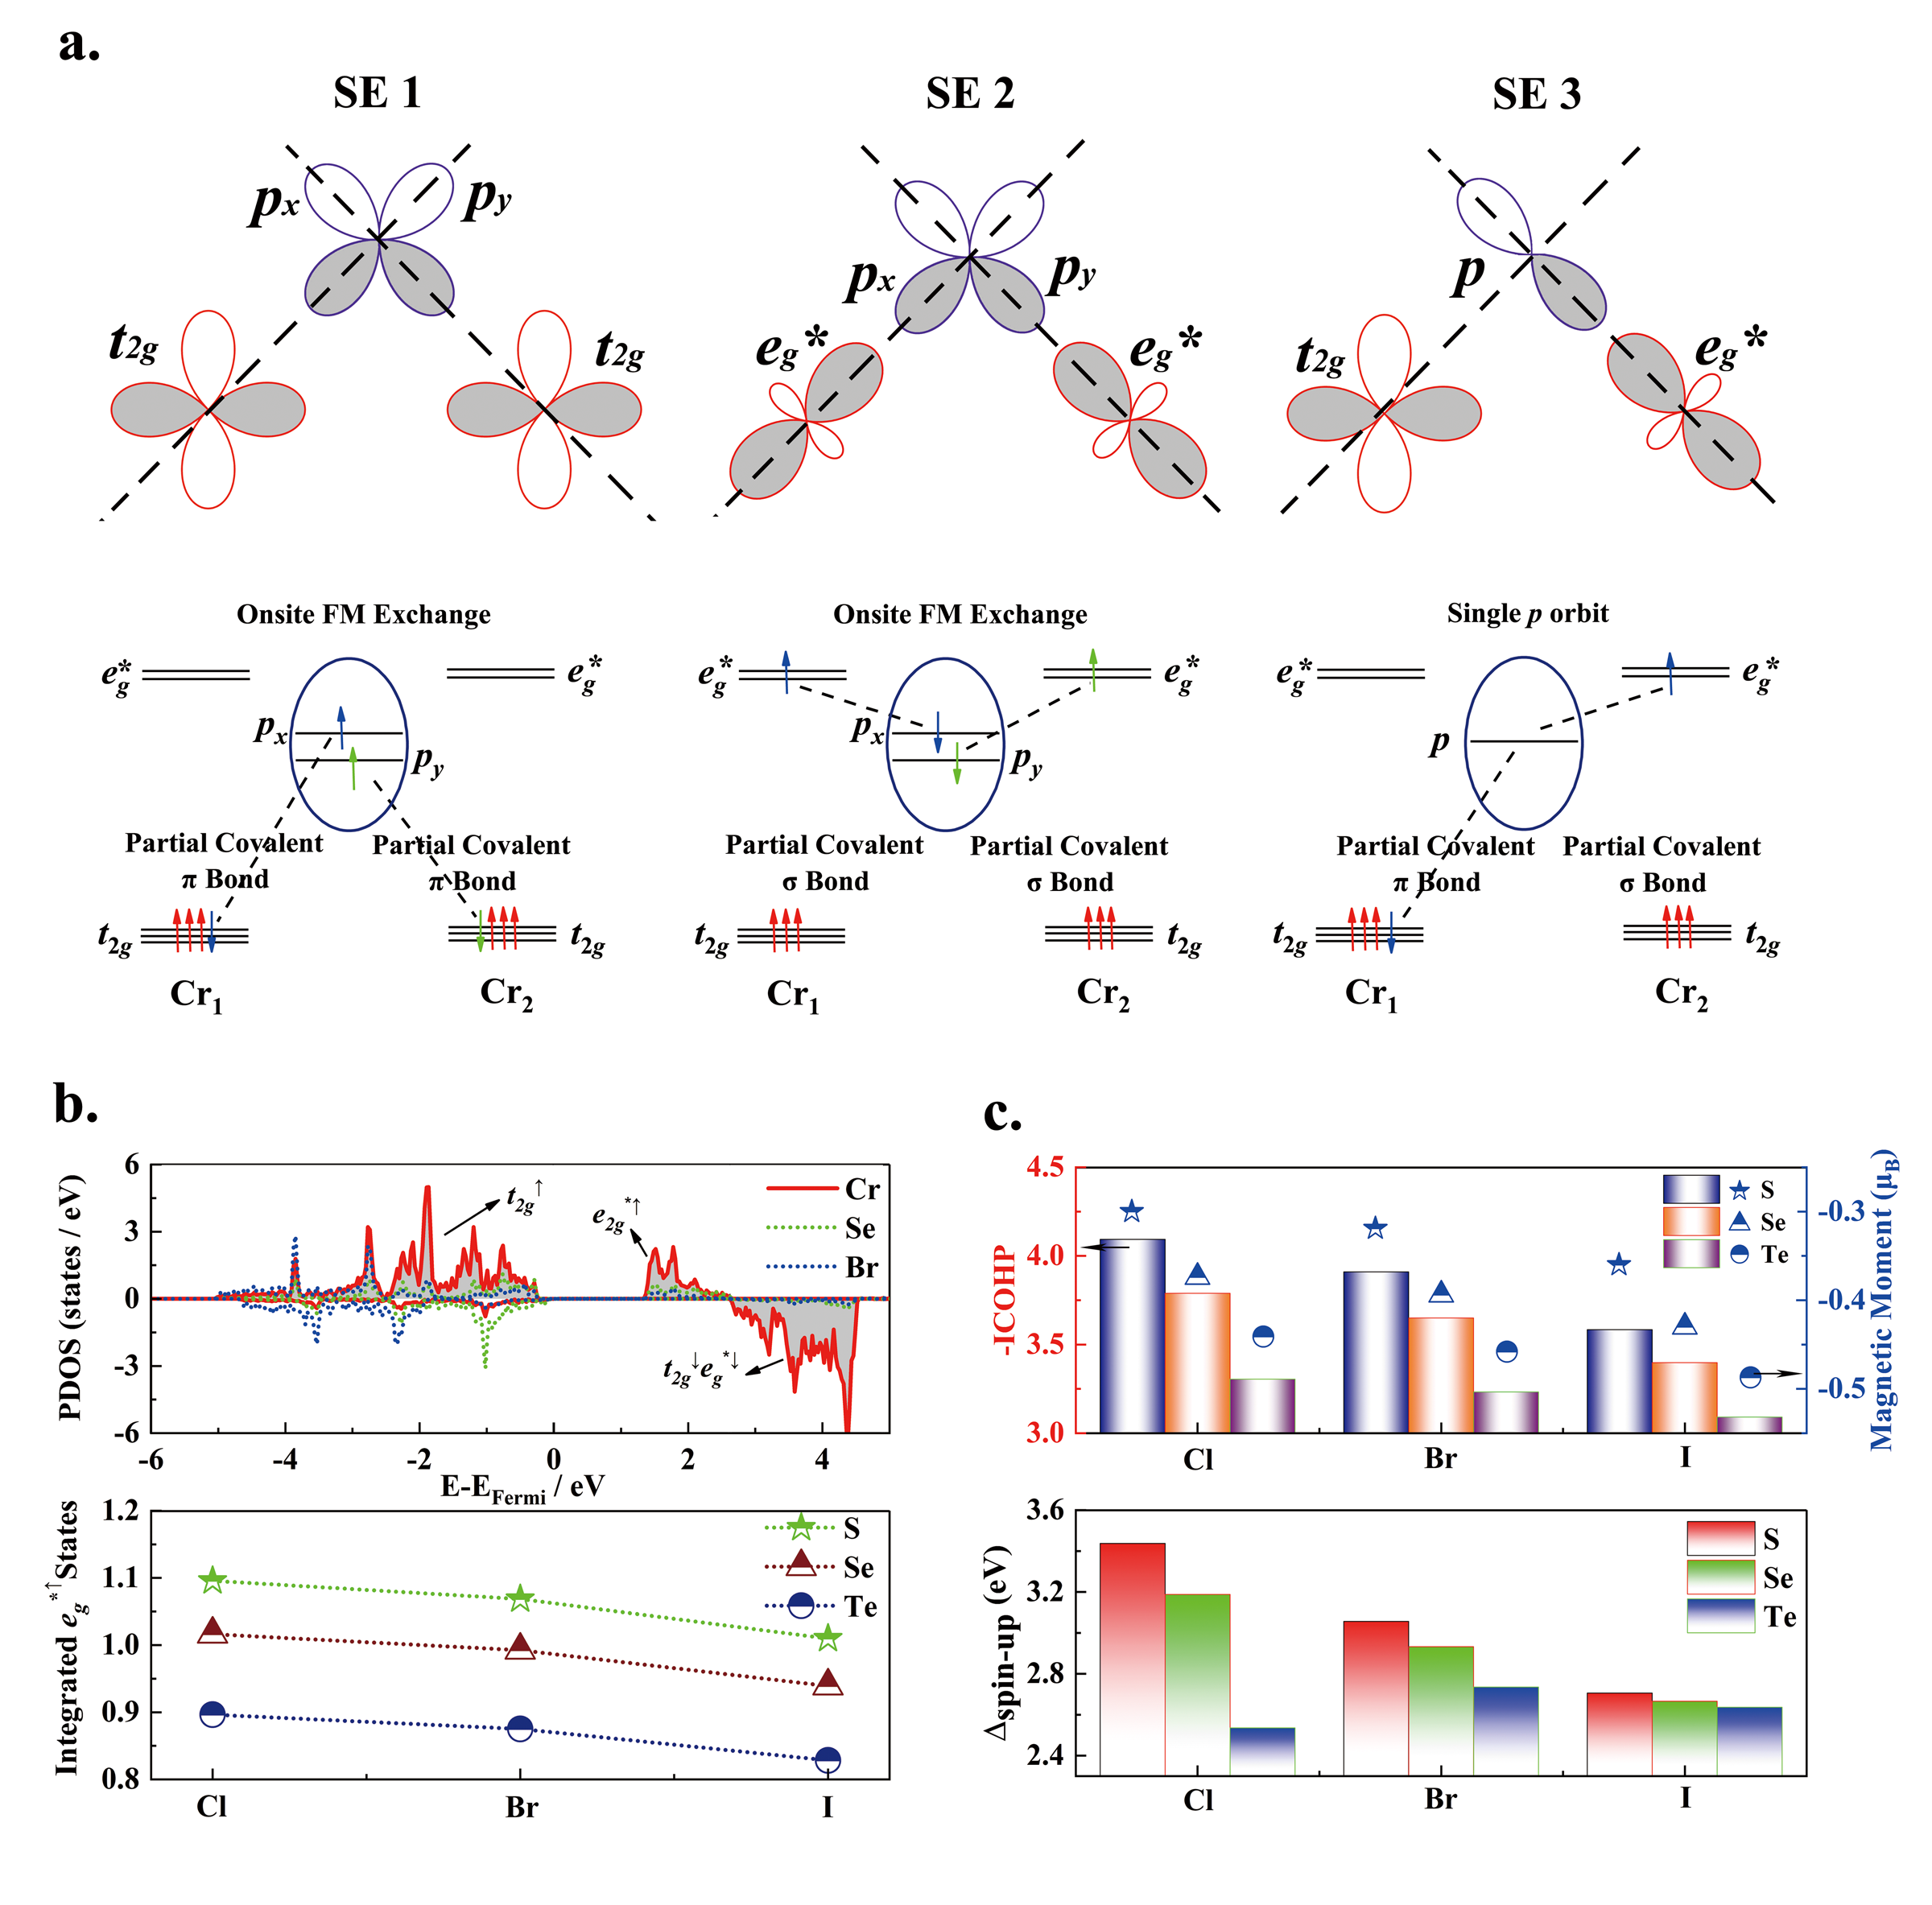 a.
SE 1 SE 2 SE 3
px py
t2g t2g
px py
eg* eg*
p
t2g eg*
Onsite FM Exchange Onsite FM Exchange Single p orbit
eg* eg* eg* eg* eg* eg*
px py px py p
Partial Covalent Partial Covalent Partial Covalent Partial Covalent Partial Covalent Partial Covalent
π Bond π Bond σ Bond σ Bond π Bond σ Bond
t2g t2g t2g t2g t2g t2g
Cr1 Cr2 Cr1 Cr2 Cr1 Cr2
b.
PDOS (states / eV)
6
3
0
-3
-6
-6 -4 -2 0 2 4
E-EFermi / eV
t2g↑
e2g*↑
t2g↓eg*↓
Cr
Se
Br
Integrated eg*↑States
1.2
1.1
1.0
0.9
0.8
Cl Br I
S
Se
Te
c.
-ICOHP
4.5
4.0
3.5
3.0
Cl Br I
S
Se
Te
-0.3
-0.4
-0.5
Magnetic Moment (μB)
Δspin-up (eV)
3.6
3.2
2.8
2.4
Cl Br I
S
Se
Te